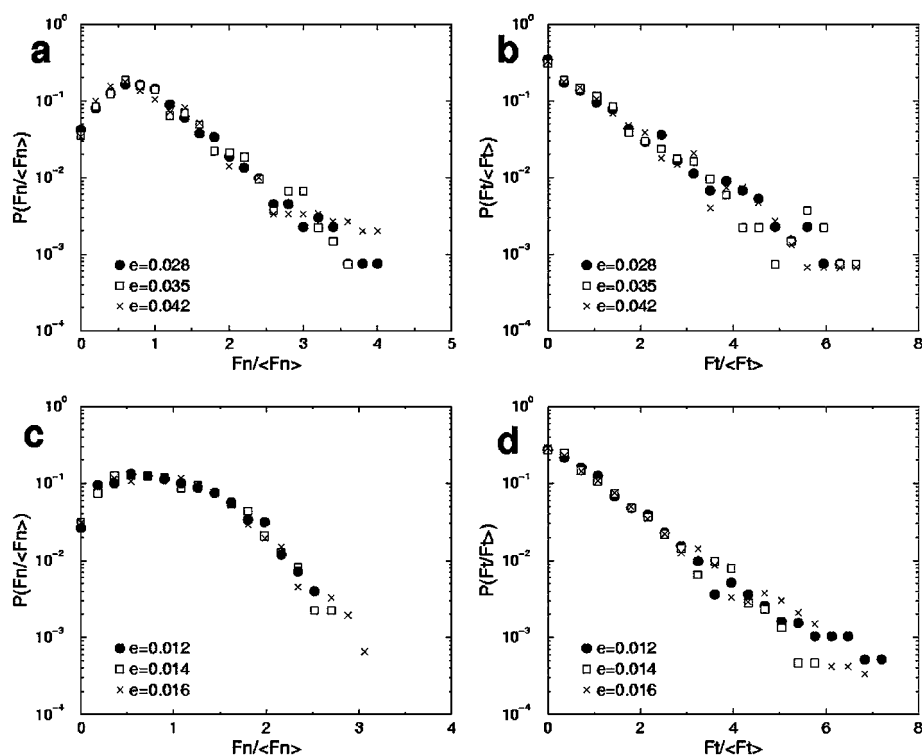 a
P(Fn/<Fn>)
10⁰
10⁻¹
10⁻²
10⁻³
10⁻⁴
e=0.028
e=0.035
e=0.042
0 1 2 3 4 5
Fn/<Fn>
b
P(Ft/<Ft>)
10⁰
10⁻¹
10⁻²
10⁻³
10⁻⁴
e=0.028
e=0.035
e=0.042
0 2 4 6 8
Ft/<Ft>
c
P(Fn/<Fn>)
10⁰
10⁻¹
10⁻²
10⁻³
10⁻⁴
e=0.012
e=0.014
e=0.016
0 1 2 3 4
Fn/<Fn>
d
10⁰
10⁻¹
10⁻²
10⁻³
10⁻⁴
e=0.012
e=0.014
e=0.016
0 2 4 6 8
Ft/<Ft>